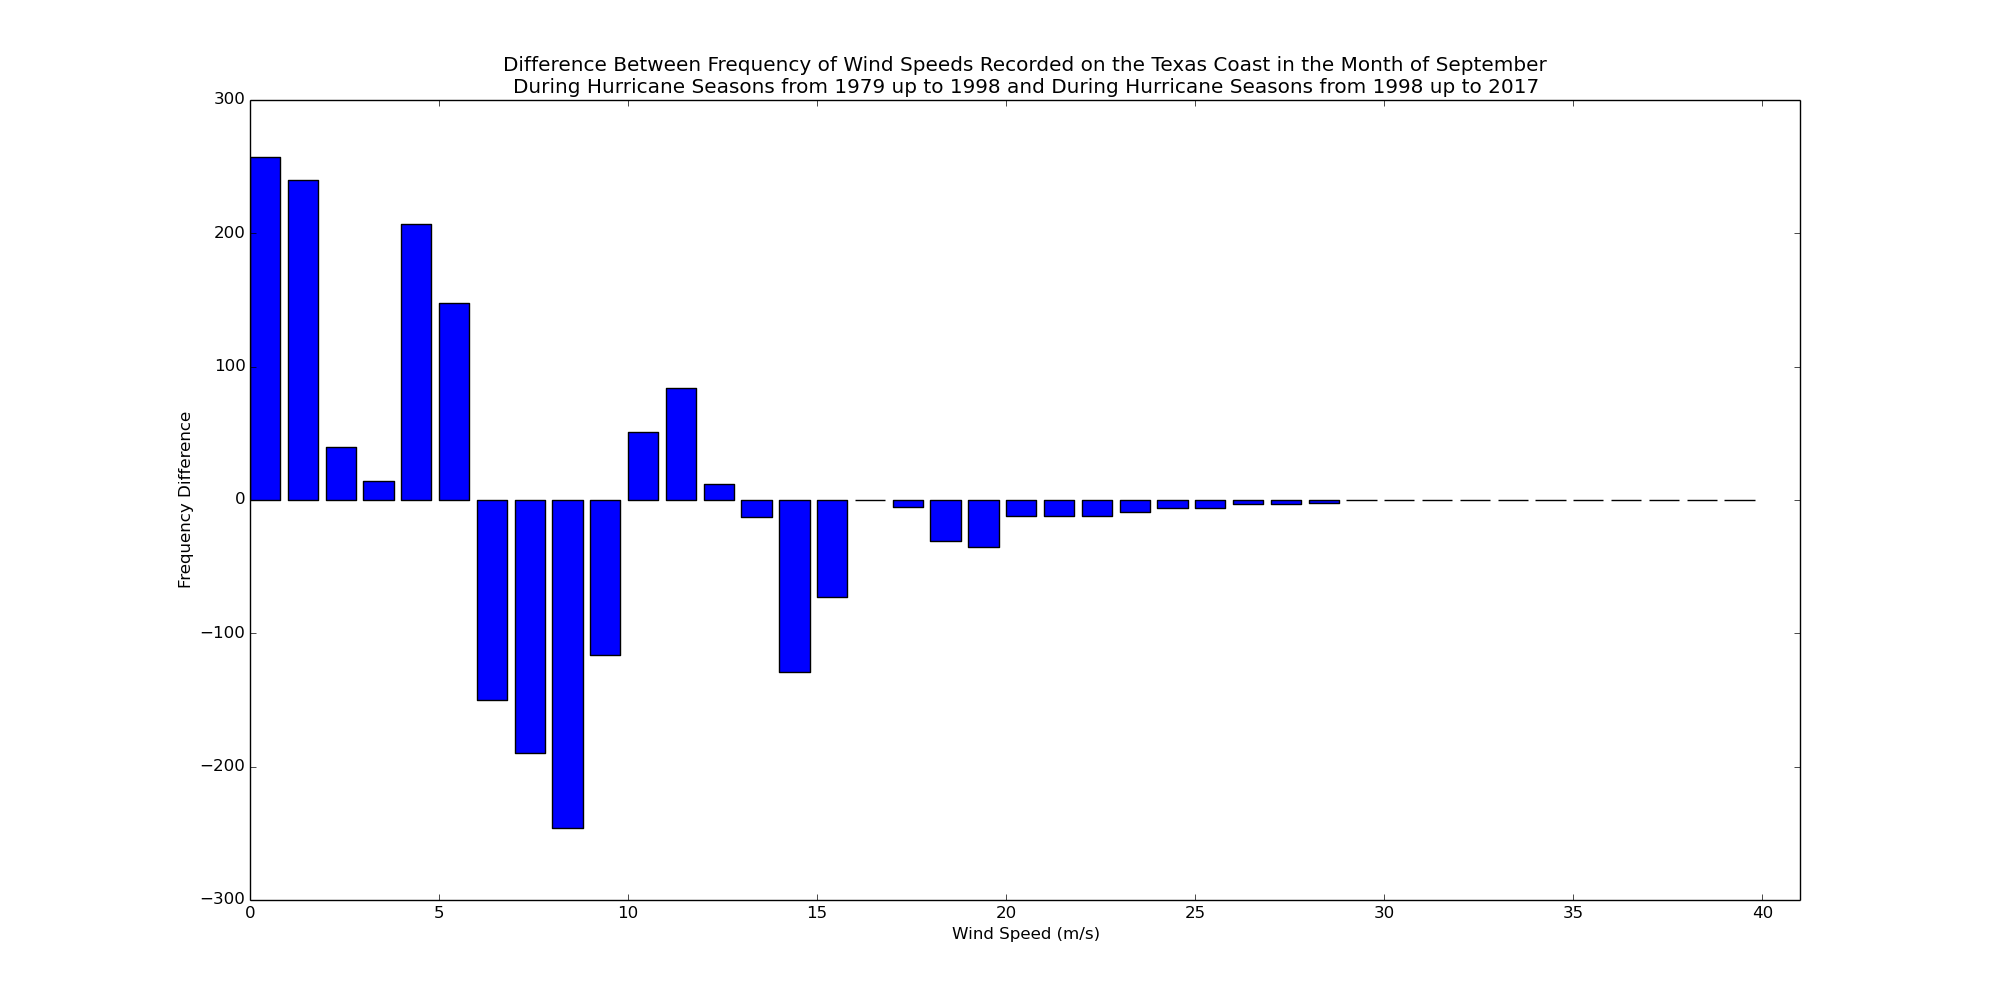 Difference Between Frequency of Wind Speeds Recorded on the Texas Coast in the Month of September
During Hurricane Seasons from 1979 up to 1998 and During Hurricane Seasons from 1998 up to 2017
300
200
100
0
−100
−200
−300
Frequency Difference
0 5 10 15 20 25 30 35 40
Wind Speed (m/s)